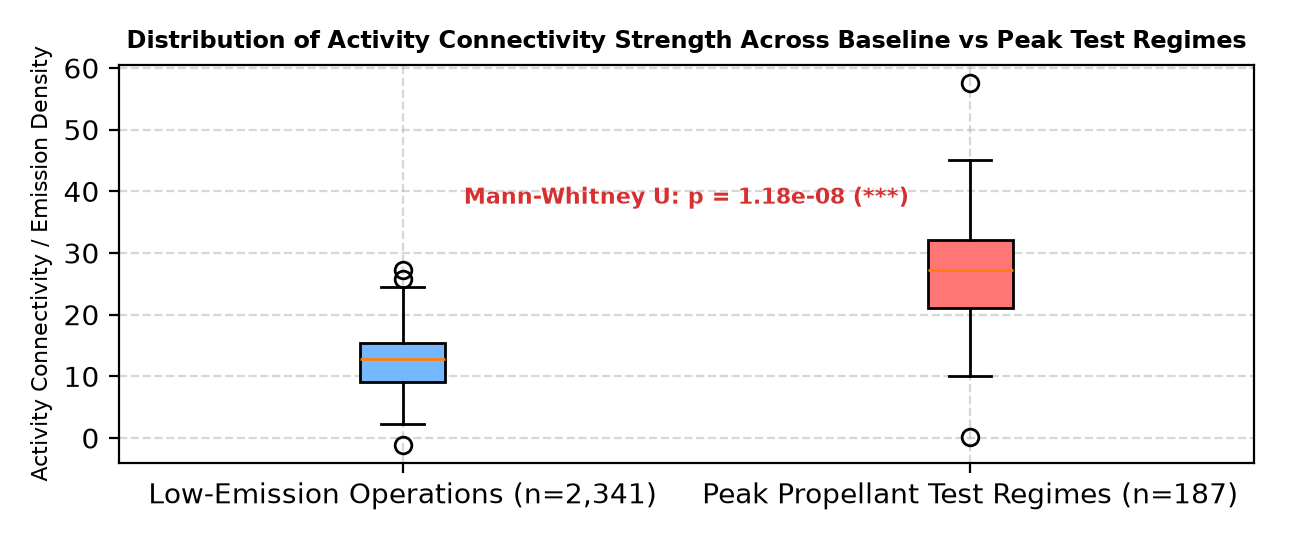 Distribution of Activity Connectivity Strength Across Baseline vs Peak Test Regimes
Activity Connectivity / Emission Density
60
50
40
30
20
10
0
Mann-Whitney U: p = 1.18e-08 (***)
Low-Emission Operations (n=2,341)
Peak Propellant Test Regimes (n=187)